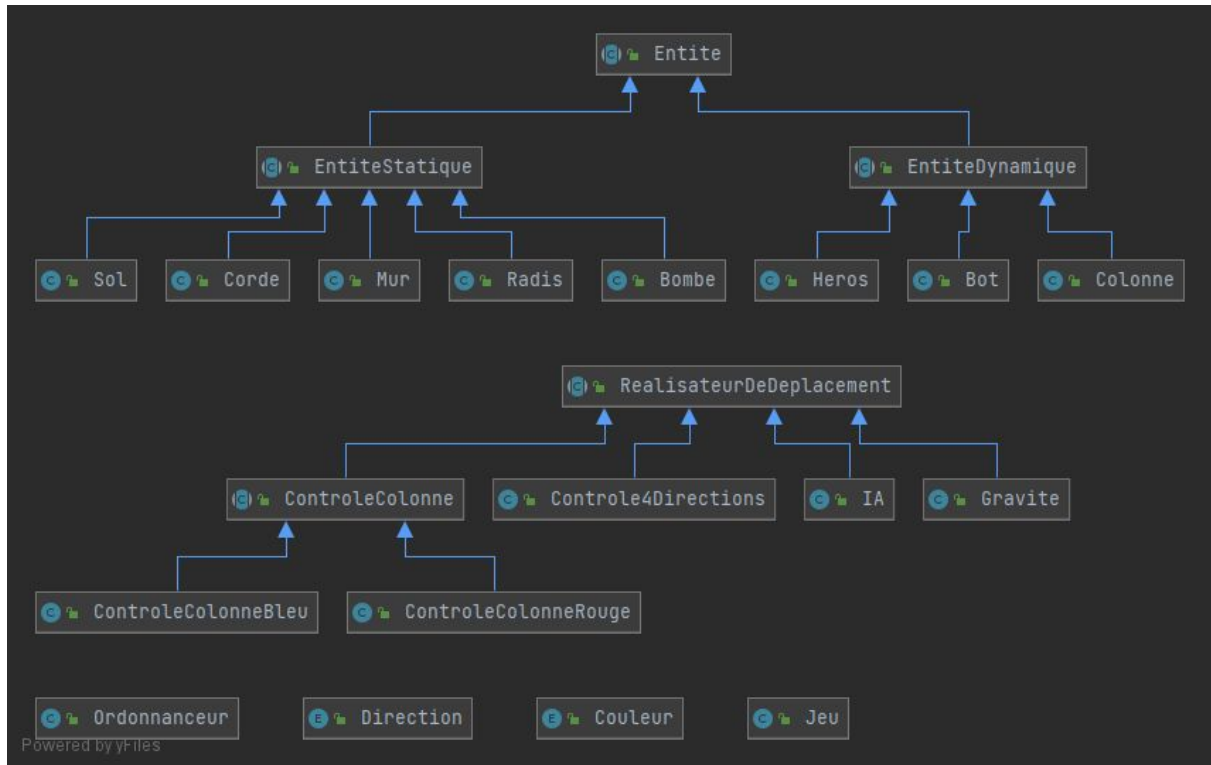 Entite
EntiteStatique EntiteDynamique
Sol Corde Mur Radis Bombe Heros Bot Colonne
RealisateurDeDeplacement
ControleColonne Controle4Directions IA Gravite
ControleColonneBleu ControleColonneRouge
Ordonnanceur Direction Couleur Jeu
Powered by yFiles